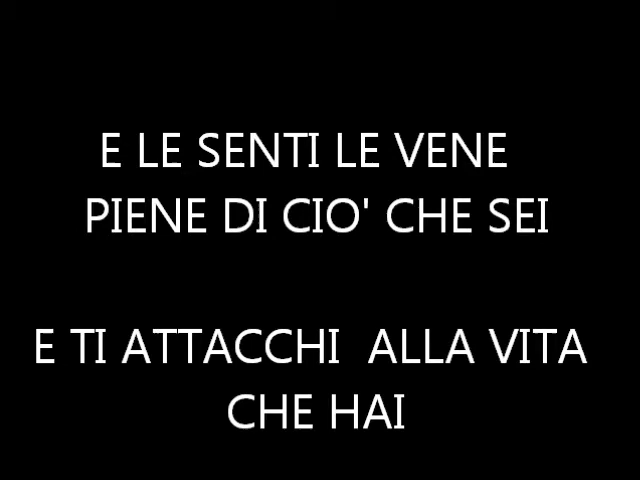 E LE SENTI LE VENE
PIENE DI CIO' CHE SEI
E TI ATTACCHI ALLA VITA
CHE HAI